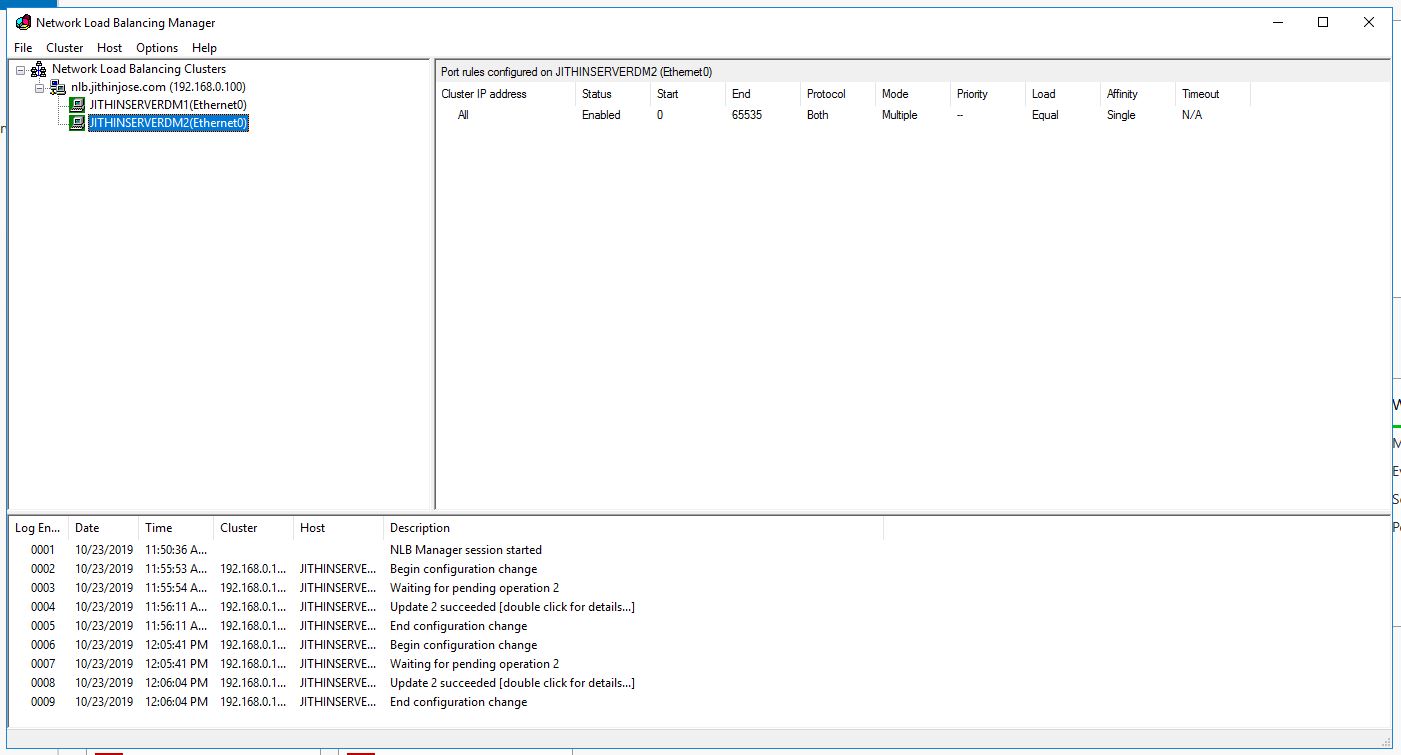 Network Load Balancing Manager
File Cluster Host Options Help
Network Load Balancing Clusters
nlb.jithinjose.com (192.168.0.100)
JITHINSERVERDM1(Ethernet0)
JITHINSERVERDM2(Ethernet0)
Port rules configured on JITHINSERVERDM2 (Ethernet0)
Cluster IP address Status Start End Protocol Mode Priority Load Affinity Timeout
All Enabled 0 65535 Both Multiple -- Equal Single N/A
Log En... Date Time Cluster Host Description
0001 10/23/2019 11:50:36 A... NLB Manager session started
0002 10/23/2019 11:55:53 A... 192.168.0.1... JITHINSERVE... Begin configuration change
0003 10/23/2019 11:55:54 A... 192.168.0.1... JITHINSERVE... Waiting for pending operation 2
0004 10/23/2019 11:56:11 A... 192.168.0.1... JITHINSERVE... Update 2 succeeded [double click for details...]
0005 10/23/2019 11:56:11 A... 192.168.0.1... JITHINSERVE... End configuration change
0006 10/23/2019 12:05:41 PM 192.168.0.1... JITHINSERVE... Begin configuration change
0007 10/23/2019 12:05:41 PM 192.168.0.1... JITHINSERVE... Waiting for pending operation 2
0008 10/23/2019 12:06:04 PM 192.168.0.1... JITHINSERVE... Update 2 succeeded [double click for details...]
0009 10/23/2019 12:06:04 PM 192.168.0.1... JITHINSERVE... End configuration change